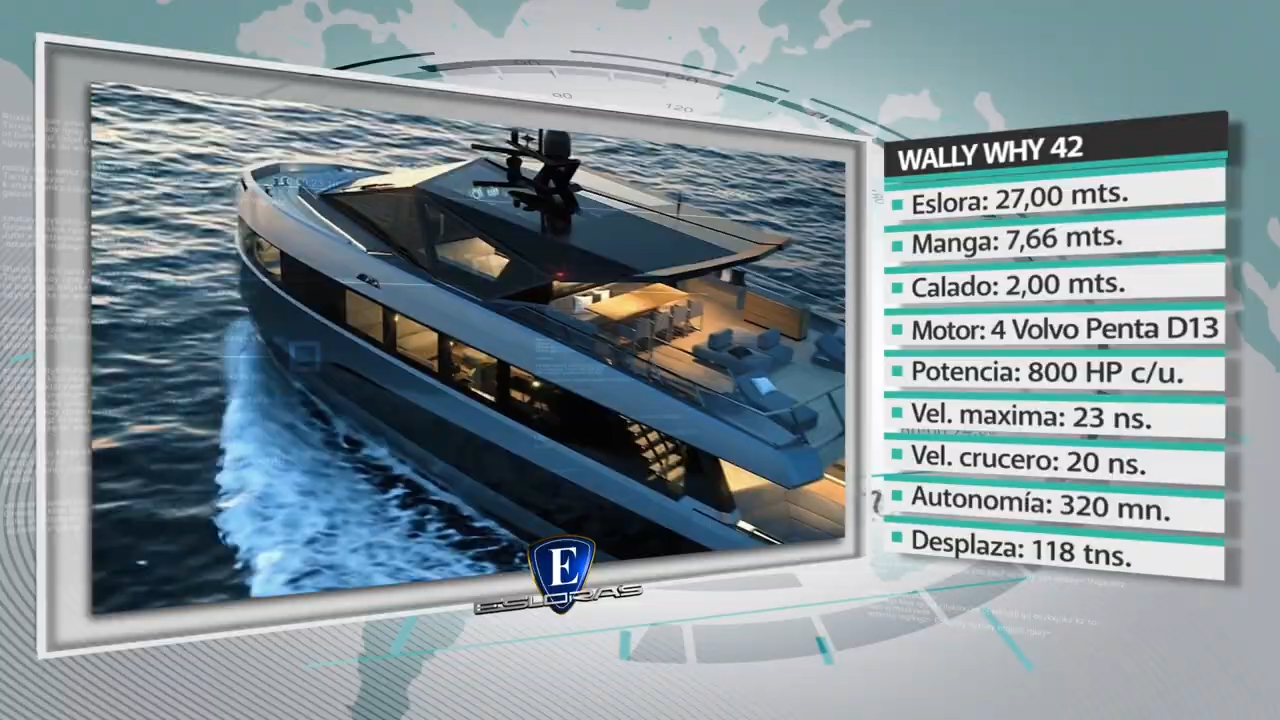 WALLY WHY 42
Eslora: 27,00 mts.
Manga: 7,66 mts.
Calado: 2,00 mts.
Motor: 4 Volvo Penta D13
Potencia: 800 HP c/u.
Vel. maxima: 23 ns.
Vel. crucero: 20 ns.
Autonomía: 320 mn.
Desplaza: 118 tns.
E
ESLORAS
90
120